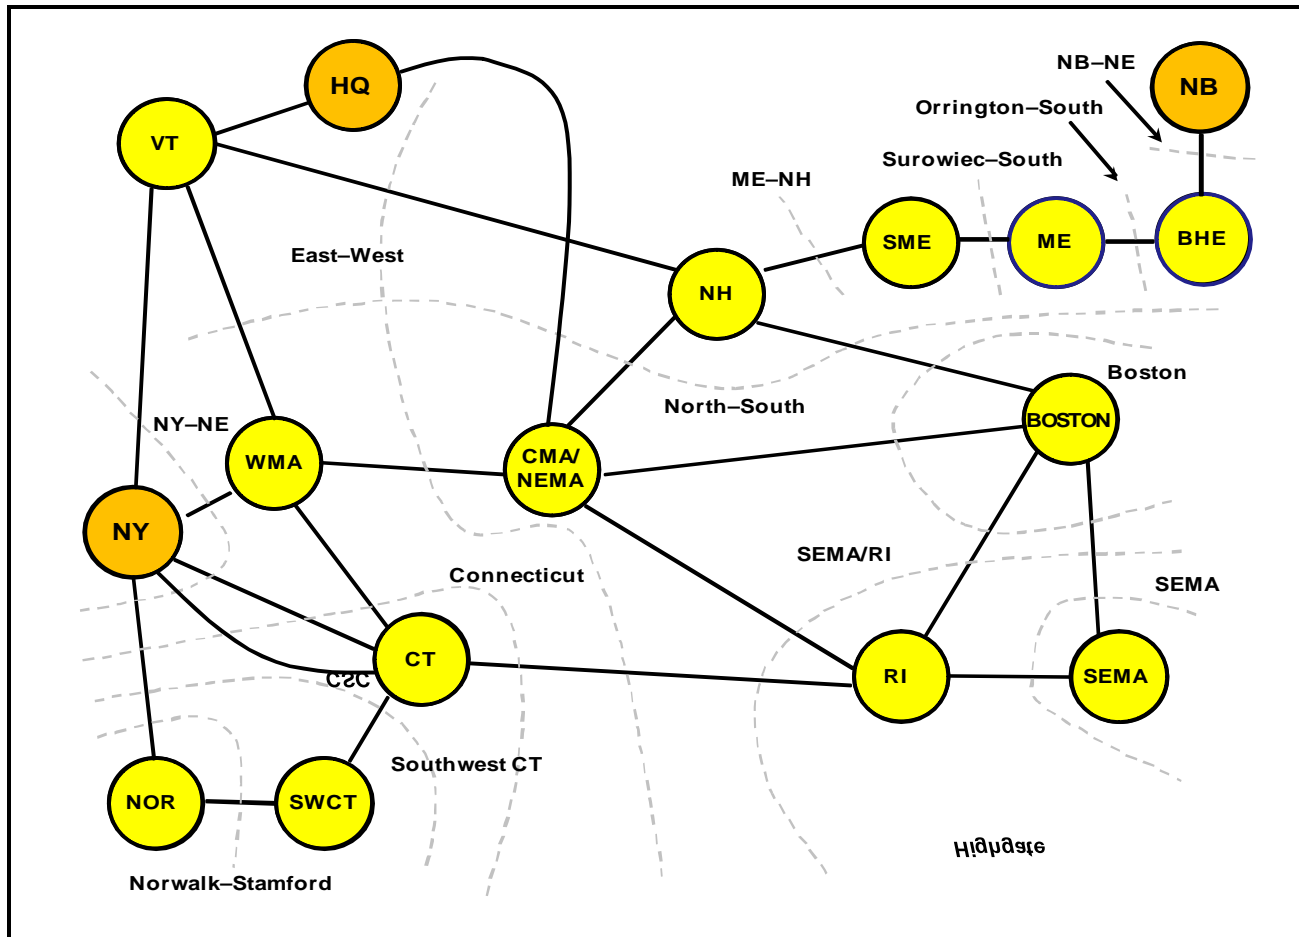 HQ
NB–NE
NB
Orrington–South
VT
Surowiec–South
ME–NH
SME
ME
BHE
East–West
NH
Boston
North–South
BOSTON
NY–NE
WMA
CMA/
NEMA
NY
SEMA/RI
Connecticut
SEMA
CT
CSC
RI
SEMA
Southwest CT
NOR
SWCT
Highgate
Norwalk–Stamford